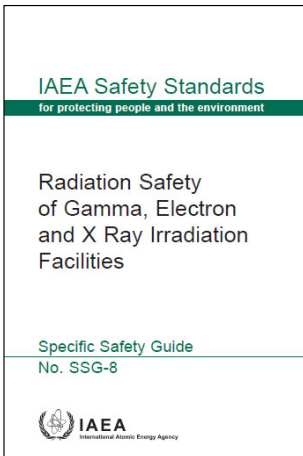 IAEA Safety Standards
for protecting people and the environment
Radiation Safety
of Gamma, Electron
and X Ray Irradiation
Facilities
Specific Safety Guide
No. SSG-8
IAEA
International Atomic Energy Agency